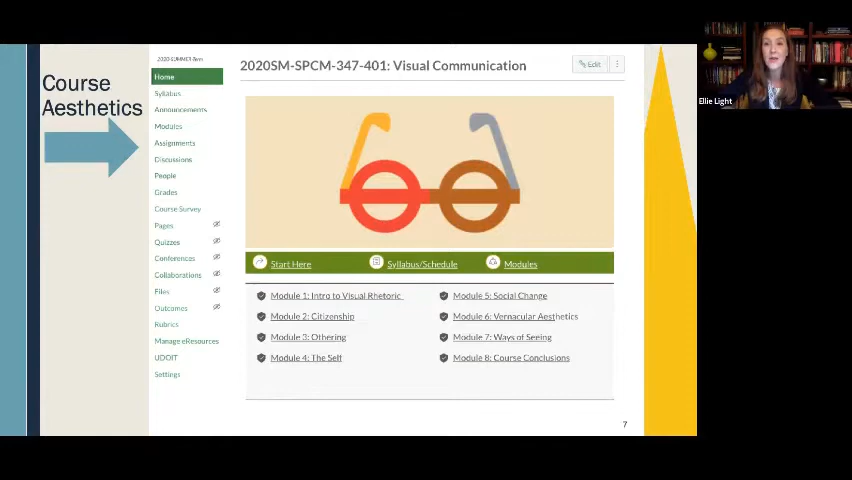 Course
Aesthetics
2020 SUMMER-Term
Home
Syllabus
Announcements
Modules
Assignments
Discussions
People
Grades
Course Survey
Pages
Quizzes
Conferences
Collaborations
Files
Outcomes
Rubrics
Manage eResources
UDOIT
Settings
2020SM-SPCM-347-401: Visual Communication
Edit
Start Here
Syllabus/Schedule
Modules
Module 1: Intro to Visual Rhetoric
Module 2: Citizenship
Module 3: Othering
Module 4: The Self
Module 5: Social Change
Module 6: Vernacular Aesthetics
Module 7: Ways of Seeing
Module 8: Course Conclusions
7
Ellie Light